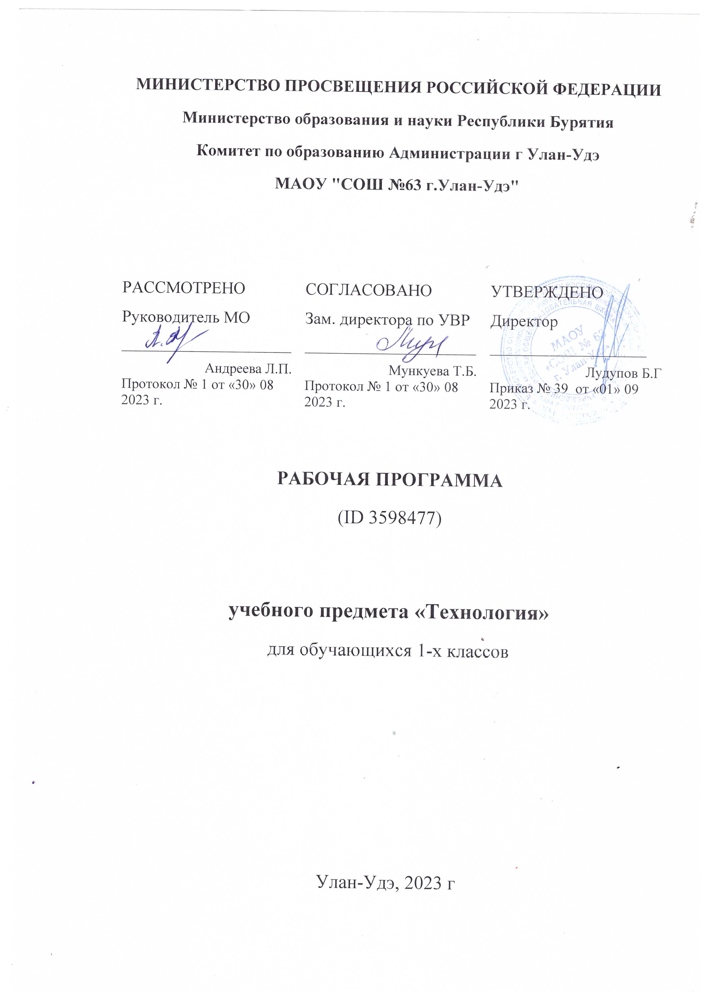 МИНИСТЕРСТВО ПРОСВЕЩЕНИЯ РОССИЙСКОЙ ФЕДЕРАЦИИ
Министерство образования и науки Республики Бурятия
Комитет по образованию Администрации г Улан-Удэ
МАОУ "СОШ №63 г.Улан-Удэ"
РАССМОТРЕНО
Руководитель МО
Андреева Л.П.
Протокол № 1 от «30» 08
2023 г.
СОГЛАСОВАНО
Зам. директора по УВР
Мункуева Т.Б.
Протокол № 1 от «30» 08
2023 г.
УТВЕРЖДЕНО
Директор
Лудупов Б.Г
Приказ № 39 от «01» 09
2023 г.
МАОУ
«СОШ № 63
г. Улан-Удэ»
РАБОЧАЯ ПРОГРАММА
(ID 3598477)
учебного предмета «Технология»
для обучающихся 1-х классов
Улан-Удэ, 2023 г